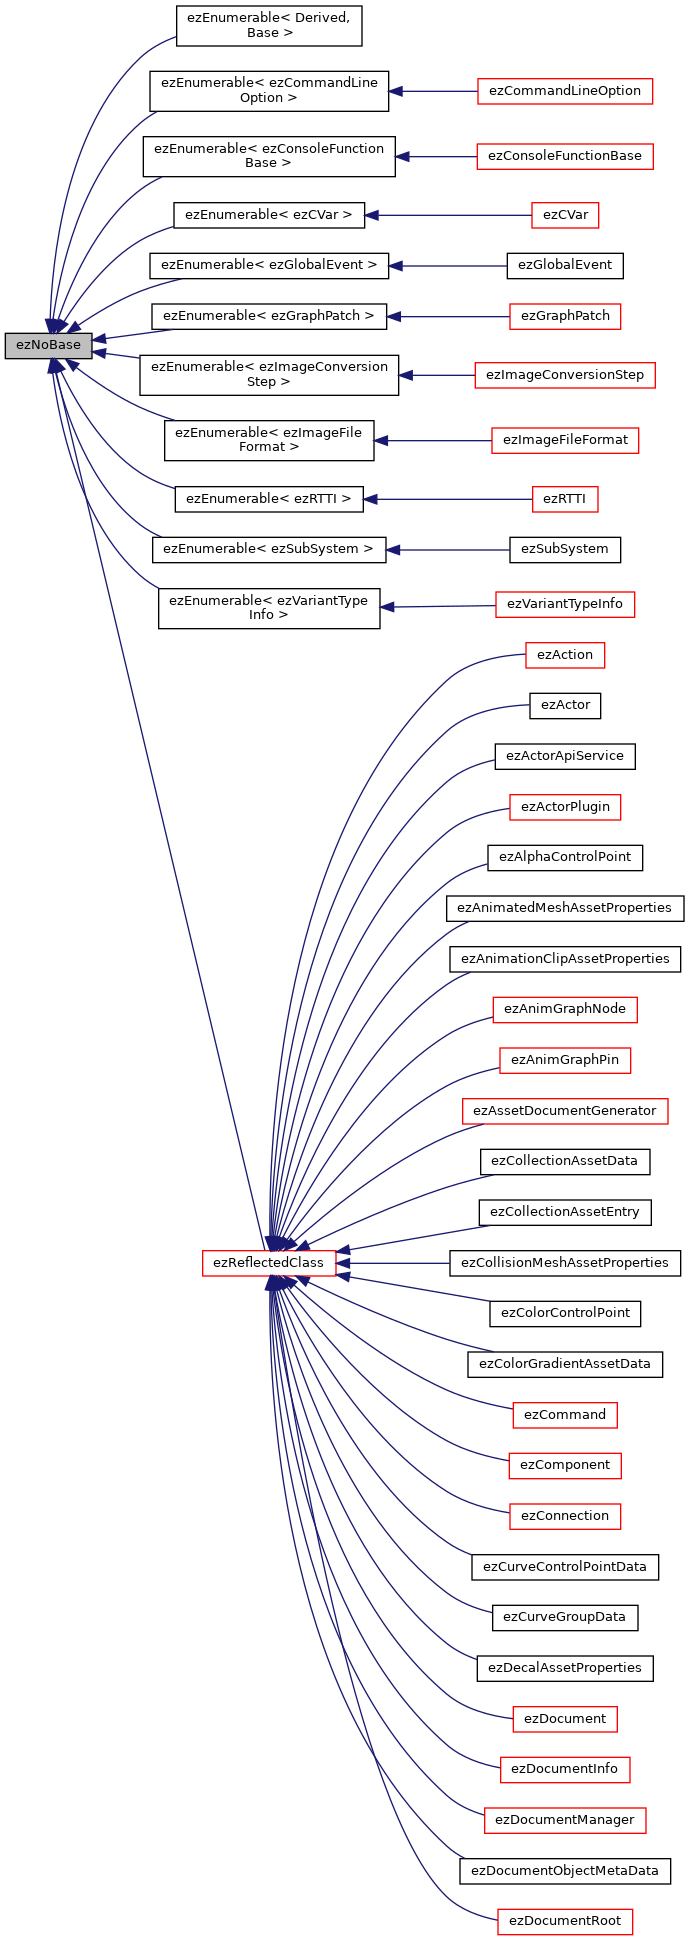 ezEnumerable< Derived,
Base >
ezEnumerable< ezCommandLine
Option >
ezCommandLineOption
ezEnumerable< ezConsoleFunction
Base >
ezConsoleFunctionBase
ezEnumerable< ezCVar >
ezCVar
ezEnumerable< ezGlobalEvent >
ezGlobalEvent
ezEnumerable< ezGraphPatch >
ezGraphPatch
ezNoBase
ezEnumerable< ezImageConversion
Step >
ezImageConversionStep
ezEnumerable< ezImageFile
Format >
ezImageFileFormat
ezEnumerable< ezRTTI >
ezRTTI
ezEnumerable< ezSubSystem >
ezSubSystem
ezEnumerable< ezVariantType
Info >
ezVariantTypeInfo
ezAction
ezActor
ezActorApiService
ezActorPlugin
ezAlphaControlPoint
ezAnimatedMeshAssetProperties
ezAnimationClipAssetProperties
ezAnimGraphNode
ezAnimGraphPin
ezAssetDocumentGenerator
ezCollectionAssetData
ezCollectionAssetEntry
ezReflectedClass
ezCollisionMeshAssetProperties
ezColorControlPoint
ezColorGradientAssetData
ezCommand
ezComponent
ezConnection
ezCurveControlPointData
ezCurveGroupData
ezDecalAssetProperties
ezDocument
ezDocumentInfo
ezDocumentManager
ezDocumentObjectMetaData
ezDocumentRoot